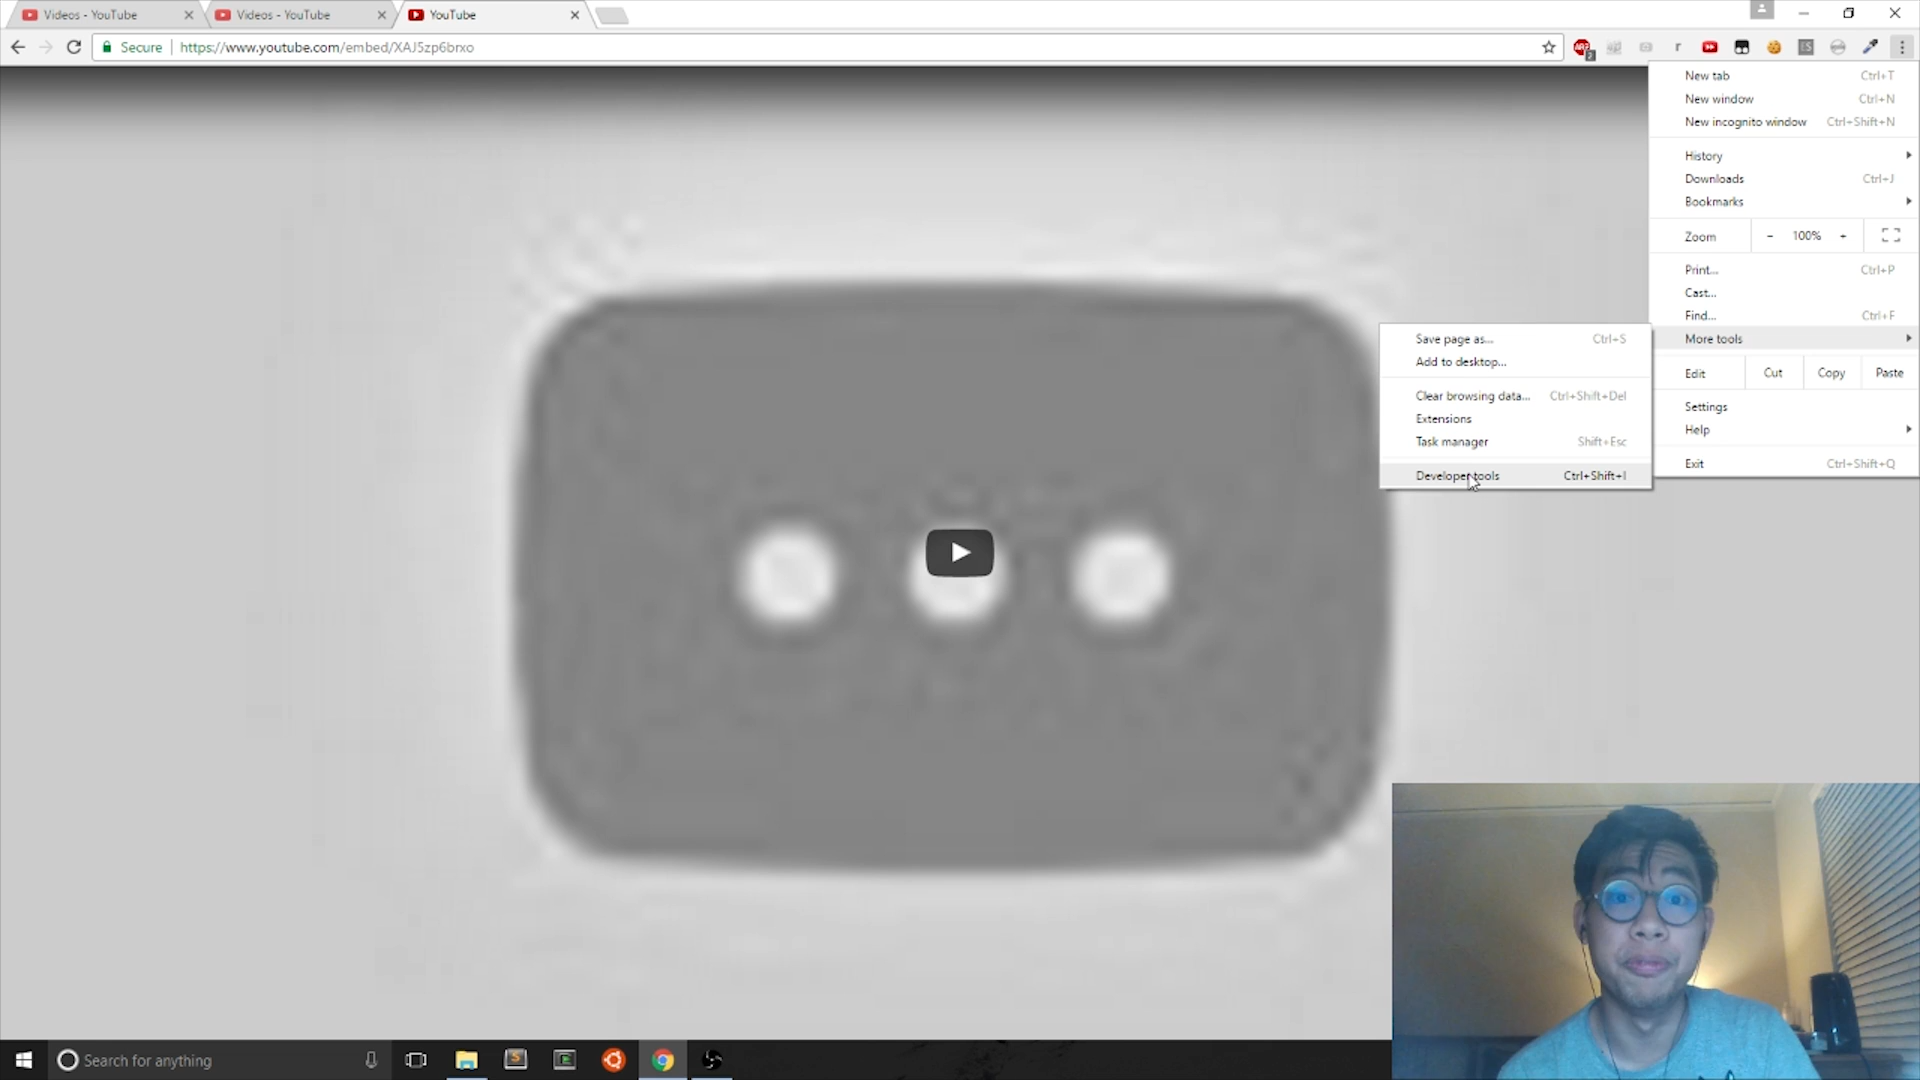 Videos - YouTube
Videos - YouTube
YouTube
Secure
https://www.youtube.com/embed/XAJ5zp6brxo
ABP
2
r
New tab Ctrl+T
New window Ctrl+N
New incognito window Ctrl+Shift+N
History
Downloads Ctrl+J
Bookmarks
Zoom - 100% +
Print... Ctrl+P
Cast...
Find... Ctrl+F
More tools
Edit Cut Copy Paste
Settings
Help
Exit Ctrl+Shift+Q
Save page as... Ctrl+S
Add to desktop...
Clear browsing data... Ctrl+Shift+Del
Extensions
Task manager Shift+Esc
Developer tools Ctrl+Shift+I
Search for anything